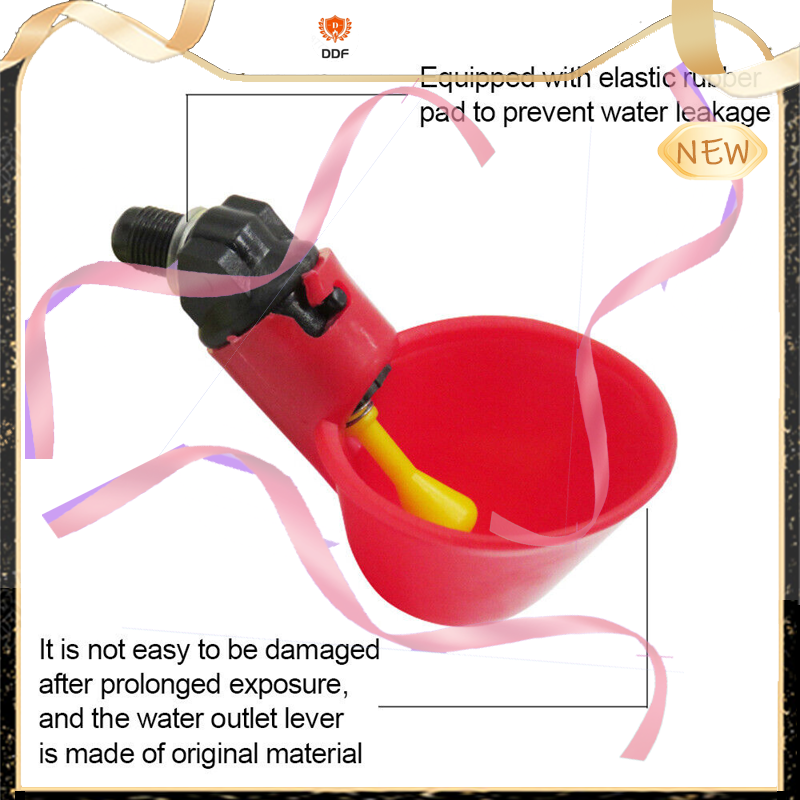 DDF
Equipped with elastic rubber
pad to prevent water leakage
NEW
It is not easy to be damaged
after prolonged exposure,
and the water outlet lever
is made of original material